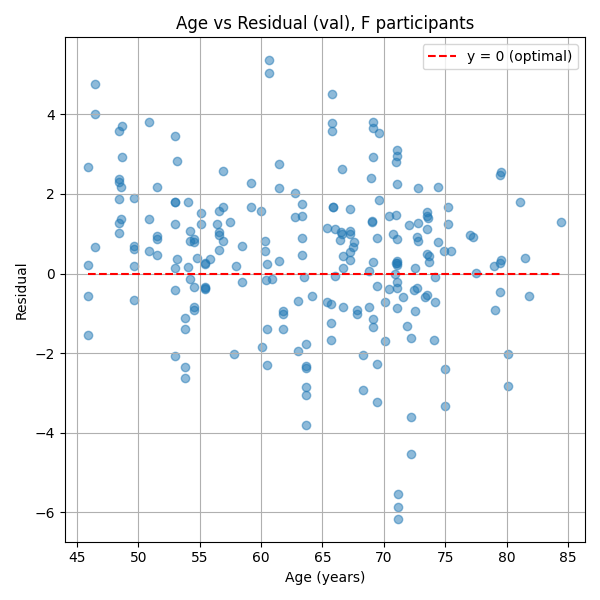 Age vs Residual (val), F participants
y = 0 (optimal)
4
2
0
−2
−4
−6
Residual
45 50 55 60 65 70 75 80 85
Age (years)